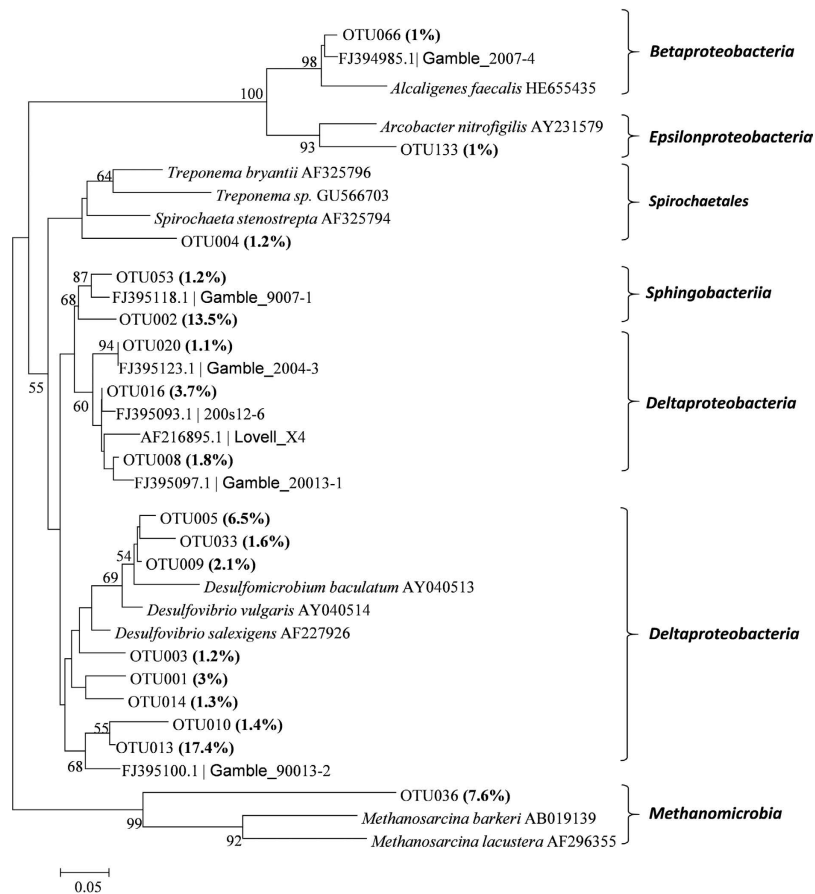 OTU066 (1%)
FJ394985.1| Gamble_2007-4
98
Alcaligenes faecalis HE655435
Betaproteobacteria
100
Arcobacter nitrofigilis AY231579
93
OTU133 (1%)
Epsilonproteobacteria
Treponema bryantii AF325796
64
Treponema sp. GU566703
Spirochaeta stenostrepta AF325794
OTU004 (1.2%)
Spirochaetales
87
OTU053 (1.2%)
FJ395118.1 | Gamble_9007-1
68
OTU002 (13.5%)
Sphingobacteriia
94
OTU020 (1.1%)
FJ395123.1 | Gamble_2004-3
55
OTU016 (3.7%)
60
FJ395093.1 | 200s12-6
AF216895.1 | Lovell_X4
OTU008 (1.8%)
FJ395097.1 | Gamble_20013-1
Deltaproteobacteria
OTU005 (6.5%)
OTU033 (1.6%)
54
OTU009 (2.1%)
69
Desulfomicrobium baculatum AY040513
Desulfovibrio vulgaris AY040514
Desulfovibrio salexigens AF227926
OTU003 (1.2%)
OTU001 (3%)
OTU014 (1.3%)
OTU010 (1.4%)
55
OTU013 (17.4%)
68
FJ395100.1 | Gamble_90013-2
Deltaproteobacteria
OTU036 (7.6%)
99
Methanosarcina barkeri AB019139
92
Methanosarcina lacustera AF296355
Methanomicrobia
0.05